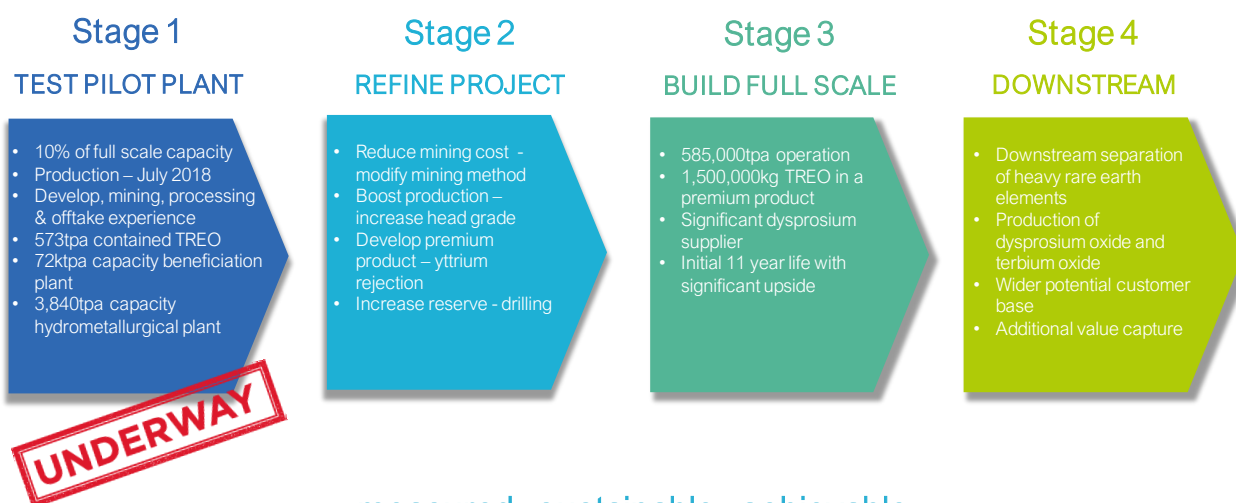 Stage 1
TEST PILOT PLANT
• 10% of full scale capacity
• Production – July 2018
• Develop, mining, processing
& offtake experience
• 573tpa contained TREO
• 72ktpa capacity beneficiation
plant
• 3,840tpa capacity
hydrometallurgical plant
UNDERWAY
Stage 2
REFINE PROJECT
• Reduce mining cost -
modify mining method
• Boost production –
increase head grade
• Develop premium
product – yttrium
rejection
• Increase reserve - drilling
Stage 3
BUILD FULL SCALE
• 585,000tpa operation
• 1,500,000kg TREO in a
premium product
• Significant dysprosium
supplier
• Initial 11 year life with
significant upside
Stage 4
DOWNSTREAM
• Downstream separation
of heavy rare earth
elements
• Production of
dysprosium oxide and
terbium oxide
• Wider potential customer
base
• Additional value capture